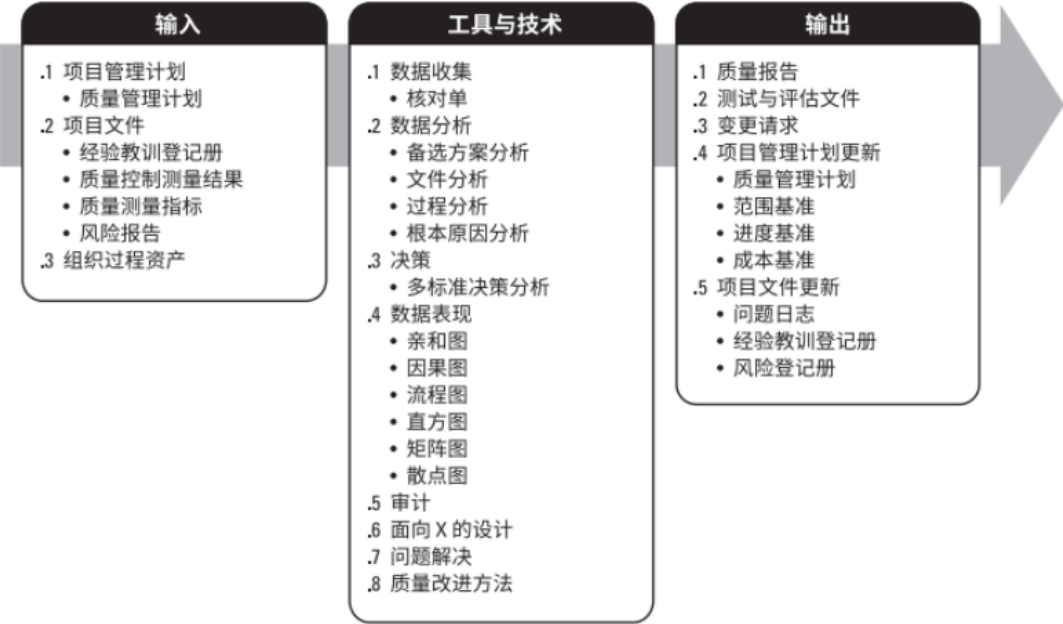 输入
.1 项目管理计划
• 质量管理计划
.2 项目文件
• 经验教训登记册
• 质量控制测量结果
• 质量测量指标
• 风险报告
.3 组织过程资产
工具与技术
.1 数据收集
• 核对单
.2 数据分析
• 备选方案分析
• 文件分析
• 过程分析
• 根本原因分析
.3 决策
• 多标准决策分析
.4 数据表现
• 亲和图
• 因果图
• 流程图
• 直方图
• 矩阵图
• 散点图
.5 审计
.6 面向 X 的设计
.7 问题解决
.8 质量改进方法
输出
.1 质量报告
.2 测试与评估文件
.3 变更请求
.4 项目管理计划更新
• 质量管理计划
• 范围基准
• 进度基准
• 成本基准
.5 项目文件更新
• 问题日志
• 经验教训登记册
• 风险登记册